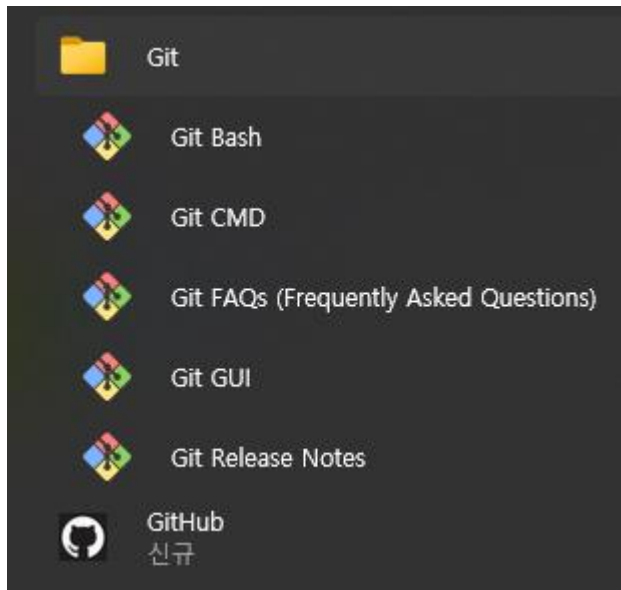 Git
Git Bash
Git CMD
Git FAQs (Frequently Asked Questions)
Git GUI
Git Release Notes
GitHub
신규